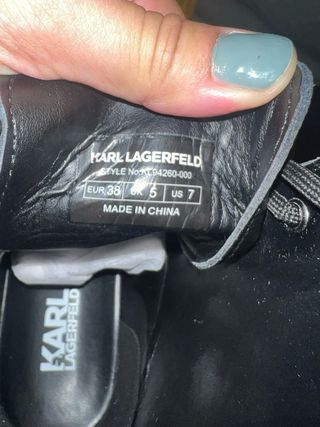 KARL LAGERFELD
STYLE No:KL94260-000
EUR 38 UK 5 US 7
MADE IN CHINA
KARL
LAGERFELD